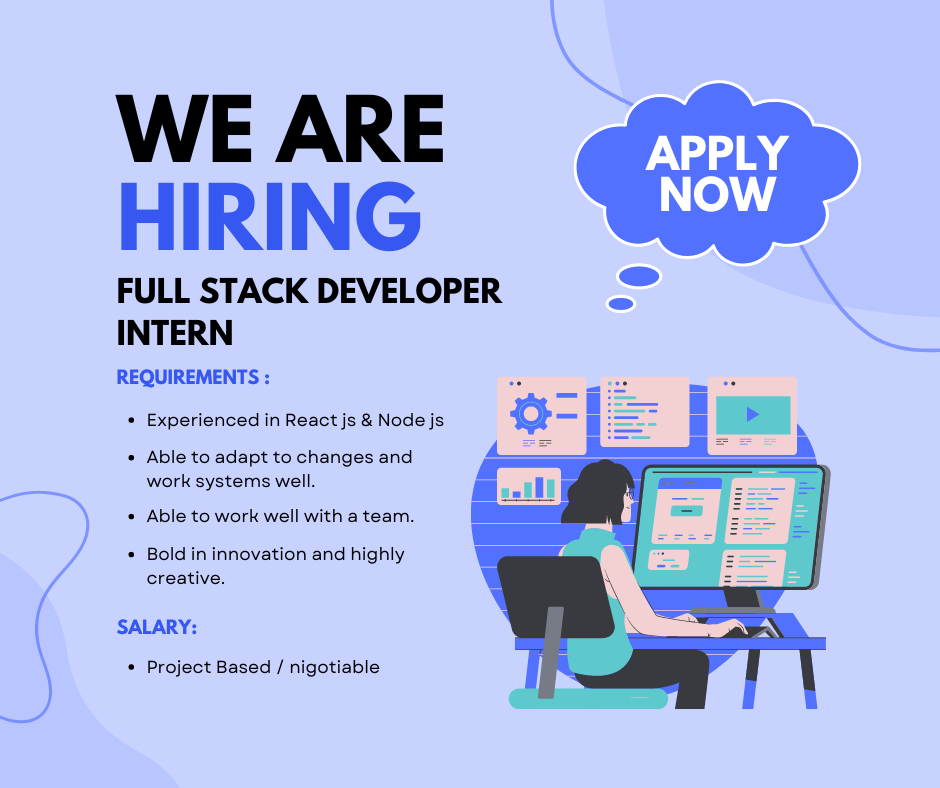 WE ARE
HIRING
FULL STACK DEVELOPER
INTERN
REQUIREMENTS :
• Experienced in React js & Node js
• Able to adapt to changes and
work systems well.
• Able to work well with a team.
• Bold in innovation and highly
creative.
SALARY:
• Project Based / nigotiable
APPLY
NOW